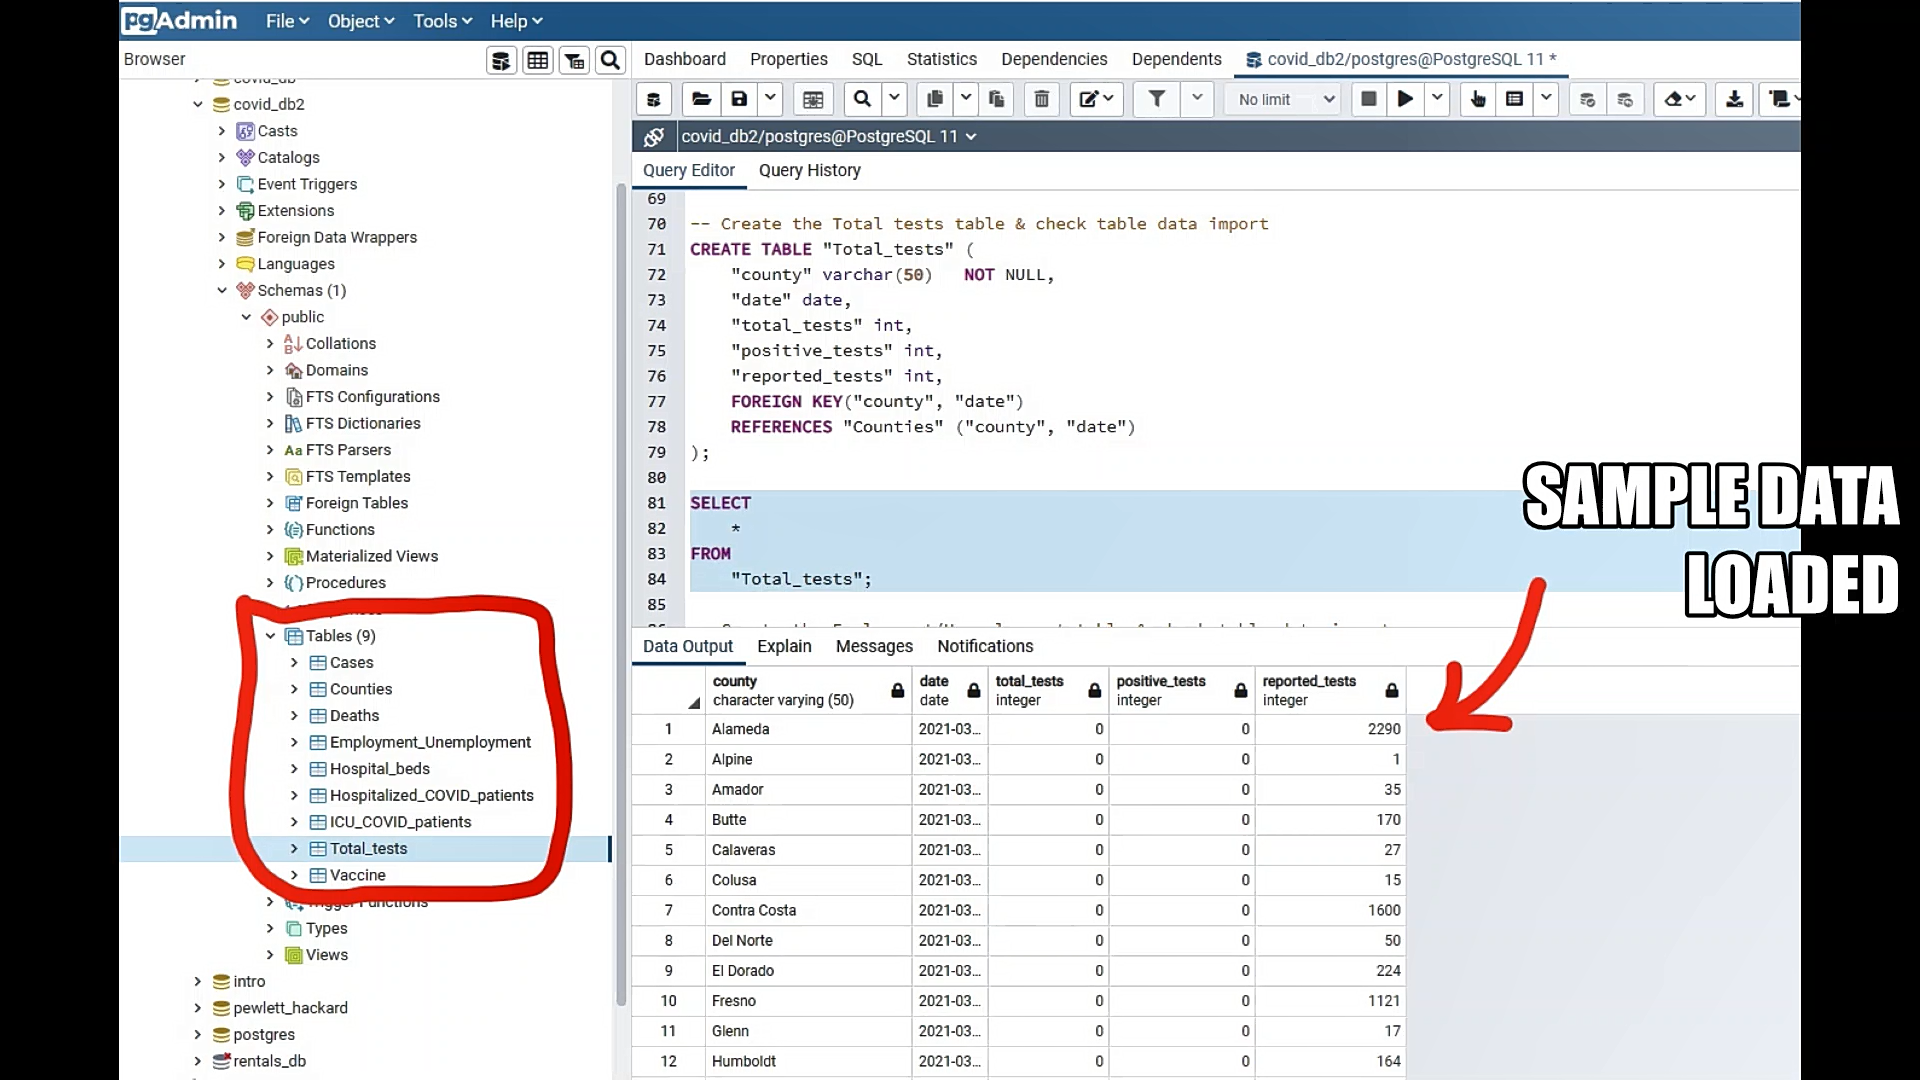 pgAdmin File Object Tools Help
Browser
Dashboard Properties SQL Statistics Dependencies Dependents covid_db2/postgres@PostgreSQL 11 *
No limit
covid_db2/postgres@PostgreSQL 11
Query Editor Query History
covid_db
covid_db2
Casts
Catalogs
Event Triggers
Extensions
Foreign Data Wrappers
Languages
Schemas (1)
public
Collations
Domains
FTS Configurations
FTS Dictionaries
Aa FTS Parsers
FTS Templates
Foreign Tables
Functions
Materialized Views
Procedures
Tables (9)
Cases
Counties
Deaths
Employment_Unemployment
Hospital_beds
Hospitalized_COVID_patients
ICU_COVID_patients
Total_tests
Vaccine
Trigger Functions
Types
Views
intro
pewlett_hackard
postgres
rentals_db
69
70 -- Create the Total tests table & check table data import
71 CREATE TABLE "Total_tests" (
72 "county" varchar(50) NOT NULL,
73 "date" date,
74 "total_tests" int,
75 "positive_tests" int,
76 "reported_tests" int,
77 FOREIGN KEY("county", "date")
78 REFERENCES "Counties" ("county", "date")
79 );
80
81 SELECT
82 *
83 FROM
84 "Total_tests";
85
SAMPLE DATA
LOADED
Data Output Explain Messages Notifications
county date total_tests positive_tests reported_tests
character varying (50) date integer integer integer
1 Alameda 2021-03... 0 0 2290
2 Alpine 2021-03... 0 0 1
3 Amador 2021-03... 0 0 35
4 Butte 2021-03... 0 0 170
5 Calaveras 2021-03... 0 0 27
6 Colusa 2021-03... 0 0 15
7 Contra Costa 2021-03... 0 0 1600
8 Del Norte 2021-03... 0 0 50
9 El Dorado 2021-03... 0 0 224
10 Fresno 2021-03... 0 0 1121
11 Glenn 2021-03... 0 0 17
12 Humboldt 2021-03... 0 0 164